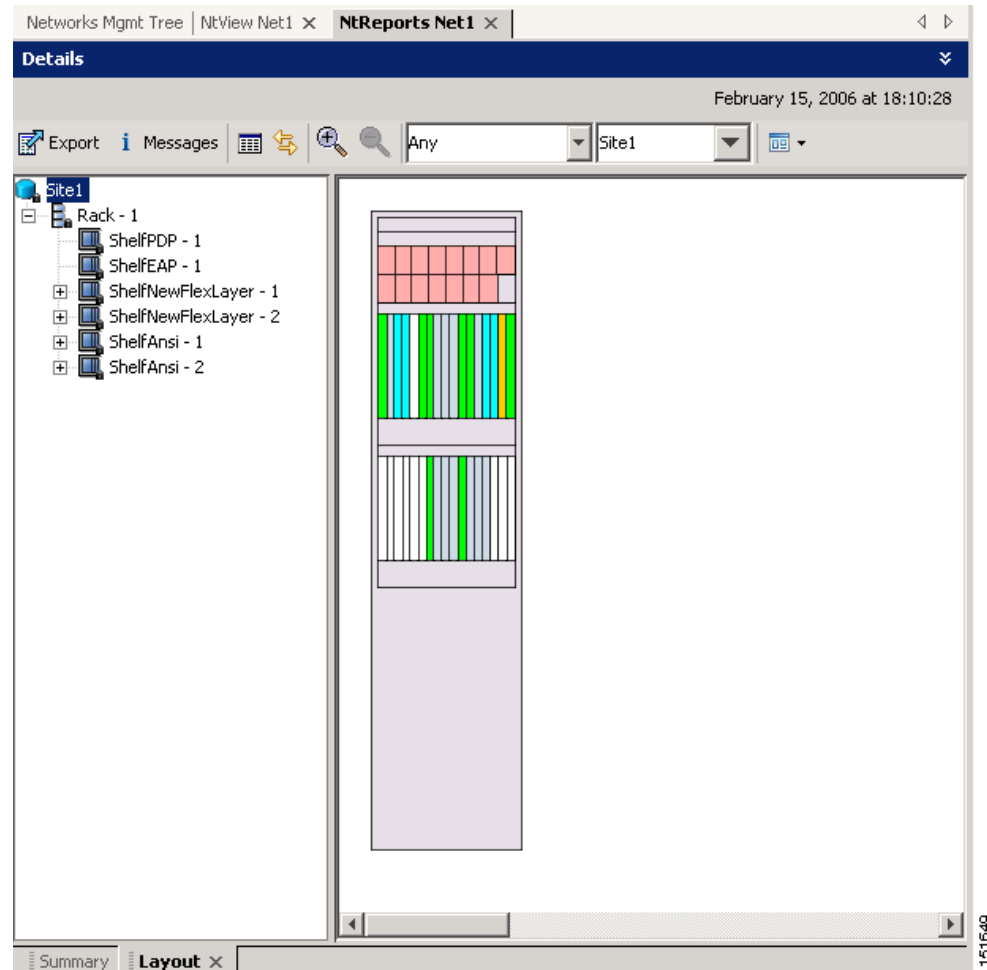 Networks Mgmt Tree NtView Net1 NtReports Net1
Details
February 15, 2006 at 18:10:28
Export i Messages Any Site1
Site1
Rack - 1
ShelfPDP - 1
ShelfEAP - 1
ShelfNewFlexLayer - 1
ShelfNewFlexLayer - 2
ShelfAnsi - 1
ShelfAnsi - 2
Summary Layout
151549